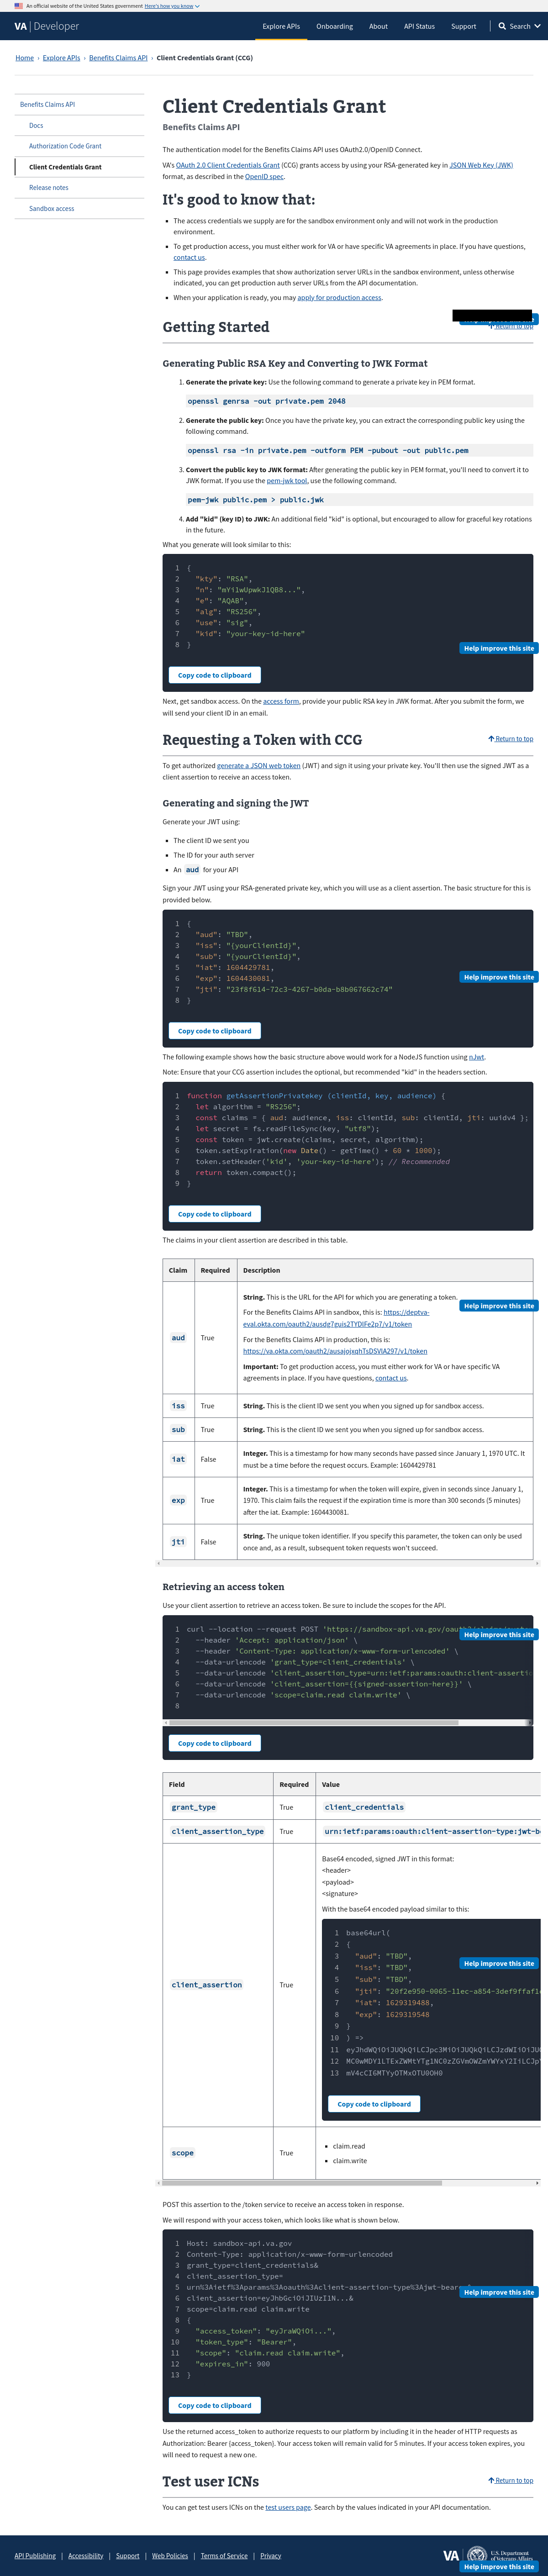 An official website of the United States government Here's how you know
VA | Developer
Explore APIs
Onboarding
About
API Status
Support
Search
Home › Explore APIs › Benefits Claims API › Client Credentials Grant (CCG)
Benefits Claims API
Docs
Authorization Code Grant
Client Credentials Grant
Release notes
Sandbox access
Client Credentials Grant
Benefits Claims API
The authentication model for the Benefits Claims API uses OAuth2.0/OpenID Connect.
VA's OAuth 2.0 Client Credentials Grant (CCG) grants access by using your RSA-generated key in JSON Web Key (JWK)
format, as described in the OpenID spec.
It's good to know that:
• The access credentials we supply are for the sandbox environment only and will not work in the production
environment.
• To get production access, you must either work for VA or have specific VA agreements in place. If you have questions,
contact us.
• This page provides examples that show authorization server URLs in the sandbox environment, unless otherwise
indicated, you can get production auth server URLs from the API documentation.
• When your application is ready, you may apply for production access.
Getting Started
Return to top
Generating Public RSA Key and Converting to JWK Format
1. Generate the private key: Use the following command to generate a private key in PEM format.
openssl genrsa -out private.pem 2048
2. Generate the public key: Once you have the private key, you can extract the corresponding public key using the
following command.
openssl rsa -in private.pem -outform PEM -pubout -out public.pem
3. Convert the public key to JWK format: After generating the public key in PEM format, you'll need to convert it to
JWK format. If you use the pem-jwk tool, use the following command.
pem-jwk public.pem > public.jwk
4. Add "kid" (key ID) to JWK: An additional field "kid" is optional, but encouraged to allow for graceful key rotations
in the future.
What you generate will look similar to this:
1 {
2 "kty": "RSA",
3 "n": "mYi1wUpwkJ1QB8...",
4 "e": "AQAB",
5 "alg": "RS256",
6 "use": "sig",
7 "kid": "your-key-id-here"
8 }
Help improve this site
Copy code to clipboard
Next, get sandbox access. On the access form, provide your public RSA key in JWK format. After you submit the form, we
will send your client ID in an email.
Requesting a Token with CCG
Return to top
To get authorized generate a JSON web token (JWT) and sign it using your private key. You'll then use the signed JWT as a
client assertion to receive an access token.
Generating and signing the JWT
Generate your JWT using:
• The client ID we sent you
• The ID for your auth server
• An aud for your API
Sign your JWT using your RSA-generated private key, which you will use as a client assertion. The basic structure for this is
provided below.
1 {
2 "aud": "TBD",
3 "iss": "{yourClientId}",
4 "sub": "{yourClientId}",
5 "iat": 1604429781,
6 "exp": 1604430081,
7 "jti": "23f8f614-72c3-4267-b0da-b8b067662c74"
8 }
Help improve this site
Copy code to clipboard
The following example shows how the basic structure above would work for a NodeJS function using nJwt.
Note: Ensure that your CCG assertion includes the optional, but recommended "kid" in the headers section.
1 function getAssertionPrivatekey (clientId, key, audience) {
2 let algorithm = "RS256";
3 const claims = { aud: audience, iss: clientId, sub: clientId, jti: uuidv4 };
4 let secret = fs.readFileSync(key, "utf8");
5 const token = jwt.create(claims, secret, algorithm);
6 token.setExpiration(new Date() - getTime() + 60 * 1000);
7 token.setHeader('kid', 'your-key-id-here'); // Recommended
8 return token.compact();
9 }
Copy code to clipboard
The claims in your client assertion are described in this table.
Claim Required Description
aud True String. This is the URL for the API for which you are generating a token.
For the Benefits Claims API in sandbox, this is: https://deptva-
eval.okta.com/oauth2/ausdg7guis2TYDlFe2p7/v1/token
For the Benefits Claims API in production, this is:
https://va.okta.com/oauth2/ausajojxqhTsDSVlA297/v1/token
Important: To get production access, you must either work for VA or have specific VA
agreements in place. If you have questions, contact us.
Help improve this site
iss True String. This is the client ID we sent you when you signed up for sandbox access.
sub True String. This is the client ID we sent you when you signed up for sandbox access.
iat False Integer. This is a timestamp for how many seconds have passed since January 1, 1970 UTC. It
must be a time before the request occurs. Example: 1604429781
exp True Integer. This is a timestamp for when the token will expire, given in seconds since January 1,
1970. This claim fails the request if the expiration time is more than 300 seconds (5 minutes)
after the iat. Example: 1604430081.
jti False String. The unique token identifier. If you specify this parameter, the token can only be used
once and, as a result, subsequent token requests won't succeed.
Retrieving an access token
Use your client assertion to retrieve an access token. Be sure to include the scopes for the API.
1 curl --location --request POST 'https://sandbox-api.va.gov/
2 --header 'Accept: application/json' \
3 --header 'Content-Type: application/x-www-form-urlencoded' \
4 --data-urlencode 'grant_type=client_credentials' \
5 --data-urlencode 'client_assertion_type=urn:ietf:params:oauth:client-assertio
6 --data-urlencode 'client_assertion={{signed-assertion-here}}' \
7 --data-urlencode 'scope=claim.read claim.write' \
8
Help improve this site
Copy code to clipboard
Field Required Value
grant_type True client_credentials
client_assertion_type True urn:ietf:params:oauth:client-assertion-type:jwt-be
client_assertion True Base64 encoded, signed JWT in this format:
<header>
<payload>
<signature>
With the base64 encoded payload similar to this:
1 base64url(
2 {
3 "aud": "TBD",
4 "iss": "TBD",
5 "sub": "TBD",
6 "jti": "20f2e950-0065-11ec-a854-3def9ffaf1
7 "iat": 1629319488,
8 "exp": 1629319548
9 }
10 ) =>
11
12
13 mV4cCI6MTYyOTMxOTU0OH0
Help improve this site
Copy code to clipboard
scope True • claim.read
• claim.write
POST this assertion to the /token service to receive an access token in response.
We will respond with your access token, which looks like what is shown below.
1 Host: sandbox-api.va.gov
2 Content-Type: application/x-www-form-urlencoded
3 grant_type=client_credentials&
4 client_assertion_type=
5 urn%3Aietf%3Aparams%3Aoauth%3Aclient-assertion-type%3Ajwt-bearer
6 client_assertion=eyJhbGciOiJIUzI1N...&
7 scope=claim.read claim.write
8 {
9 "access_token": "eyJraWQiOi...",
10 "token_type": "Bearer",
11 "scope": "claim.read claim.write",
12 "expires_in": 900
13 }
Help improve this site
Copy code to clipboard
Use the returned access_token to authorize requests to our platform by including it in the header of HTTP requests as
Authorization: Bearer {access_token}. Your access token will remain valid for 5 minutes. If your access token expires, you
will need to request a new one.
Test user ICNs
Return to top
You can get test users ICNs on the test users page. Search by the values indicated in your API documentation.
API Publishing | Accessibility | Support | Web Policies | Terms of Service | Privacy
VA
U.S. Department
of Veterans Affairs
Help improve this site